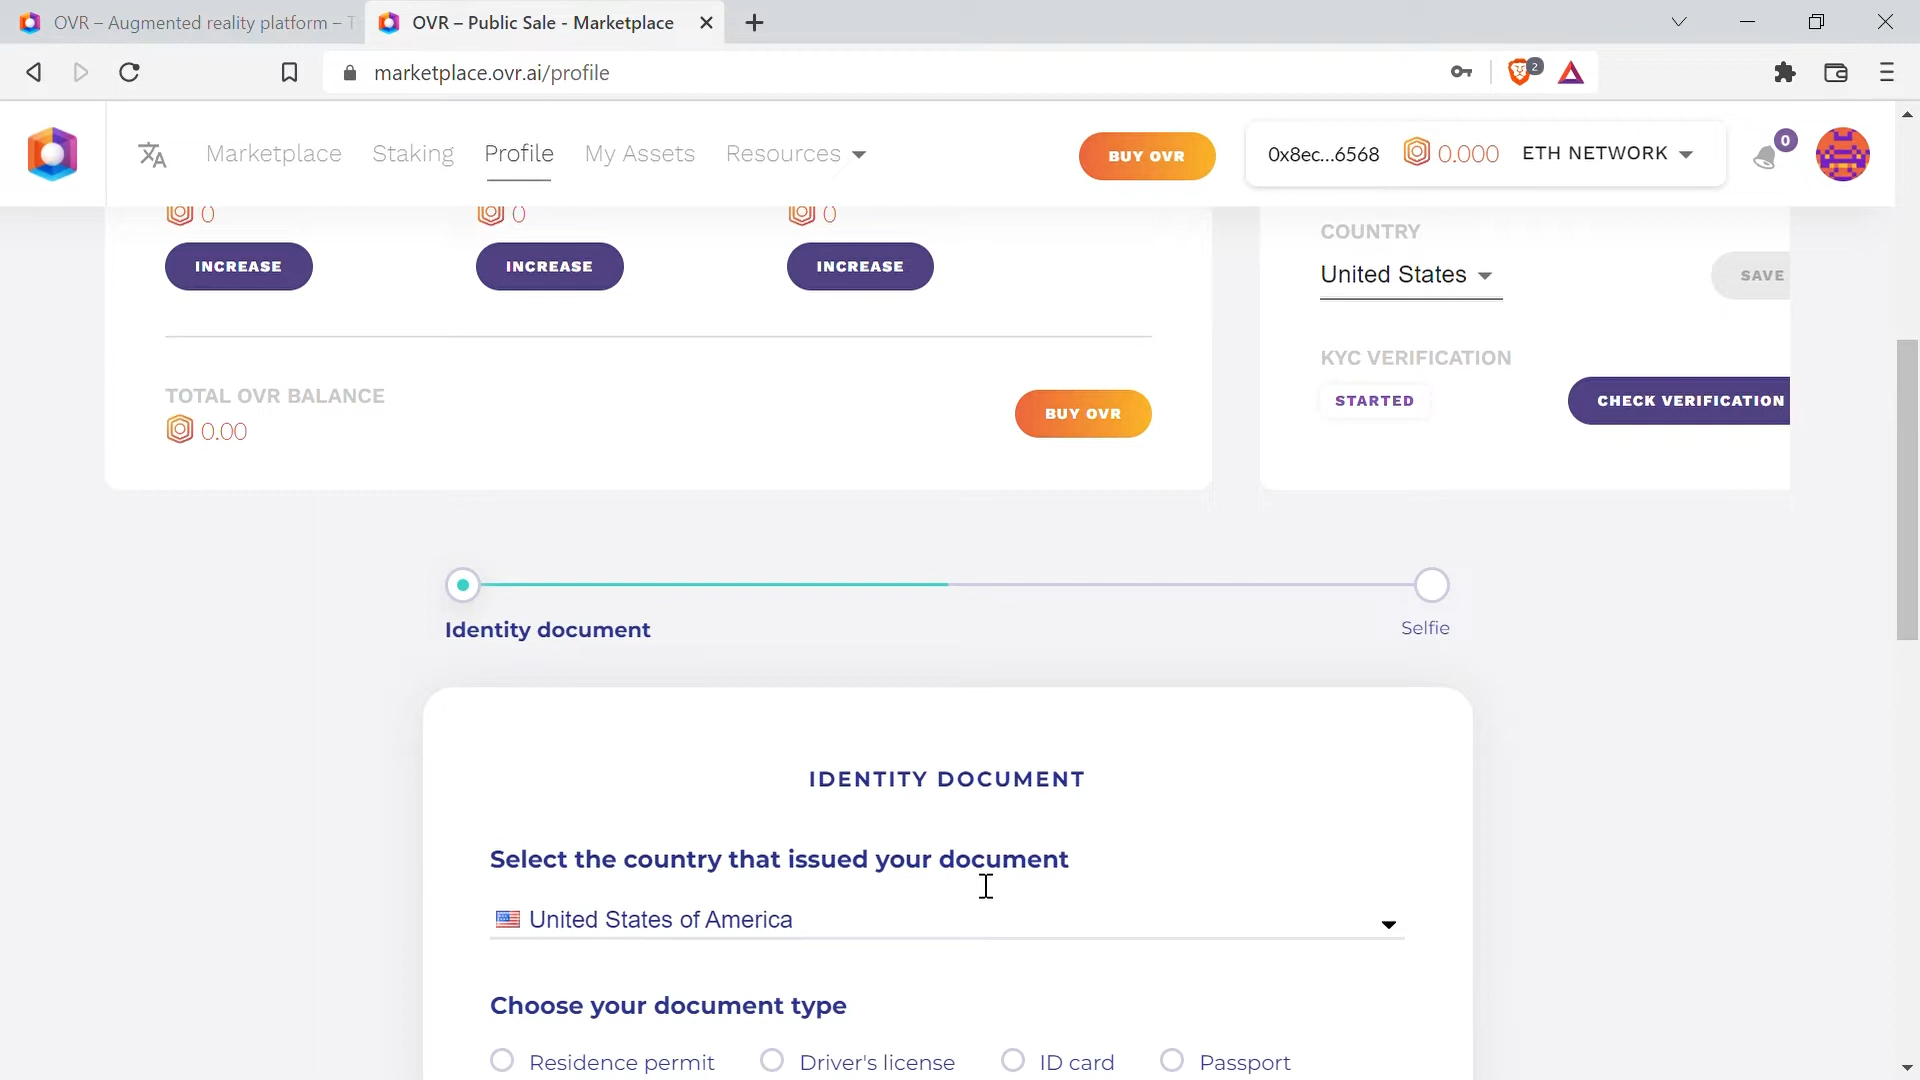 OVR – Augmented reality platform – T
OVR – Public Sale - Marketplace
marketplace.ovr.ai/profile
2
Marketplace
Staking
Profile
My Assets
Resources
BUY OVR
0x8ec...6568
0.000
ETH NETWORK
0
0
0
0
INCREASE
INCREASE
INCREASE
TOTAL OVR BALANCE
0.00
BUY OVR
COUNTRY
United States
SAVE
KYC VERIFICATION
STARTED
CHECK VERIFICATION
Identity document
Selfie
IDENTITY DOCUMENT
Select the country that issued your document
United States of America
Choose your document type
Residence permit
Driver's license
ID card
Passport